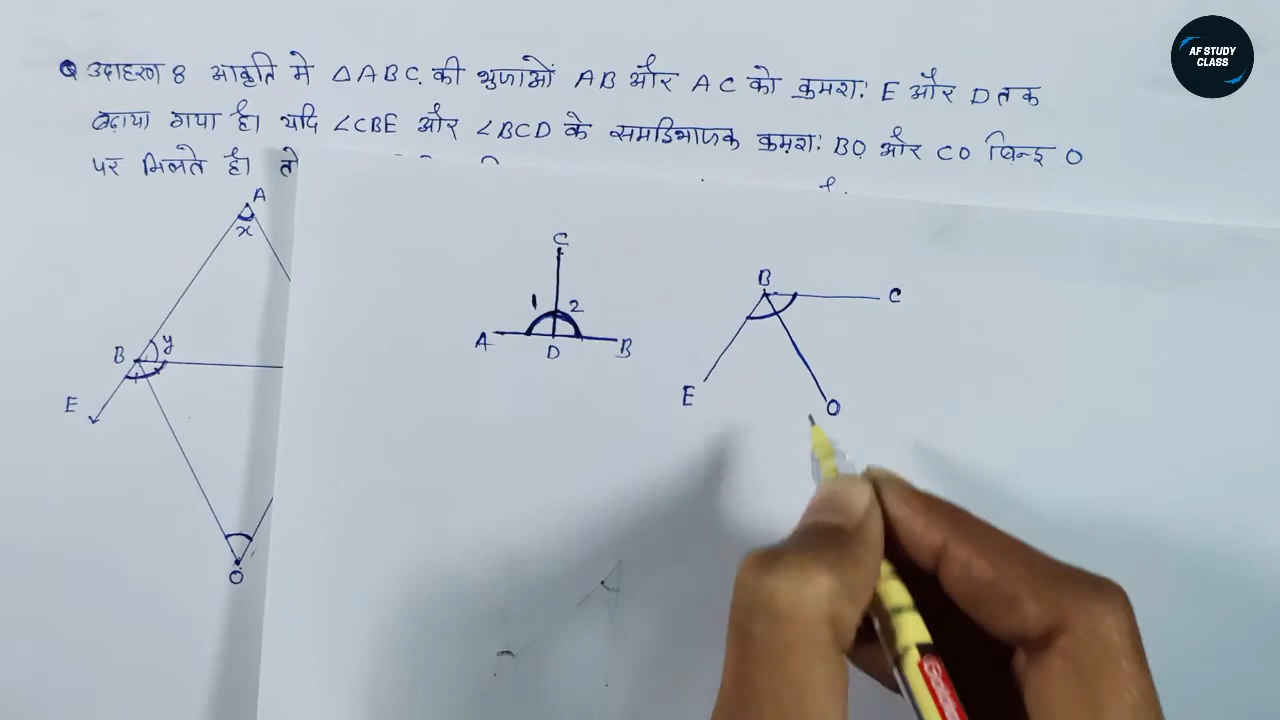 Q उदाहरण 8 आकृति मे △ABC. की भुजाओं AB और AC को क्रमशः E और D तक
बढ़ाया गया है। यदि ∠CBE और ∠BCD के समद्विभाजक क्रमशः BO और CO बिन्दु O
पर मिलते है। तो
A
x
B
y
E
O
C
1 2
A D B
B
C
E
O
AF STUDY
CLASS